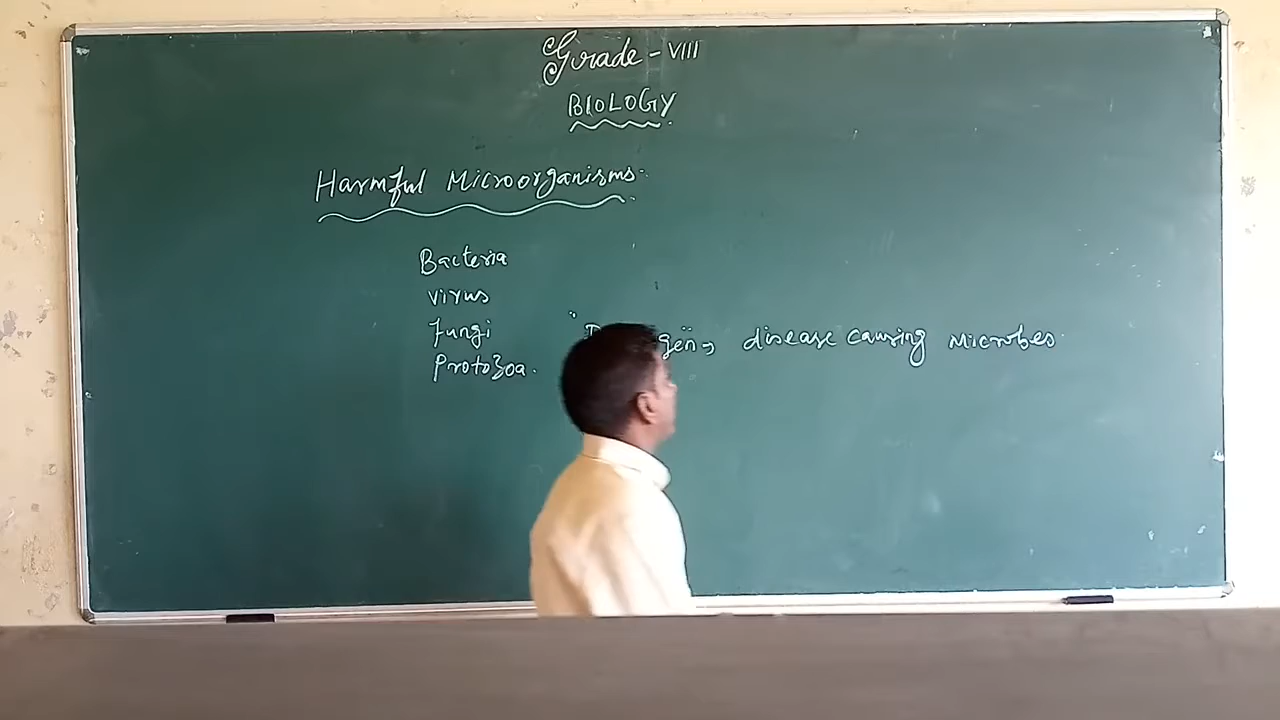 Grade - VIII
BIOLOGY
Harmful Microorganisms.
Bacteria
Virus
Fungi
Protozoa.
disease causing Microbes.